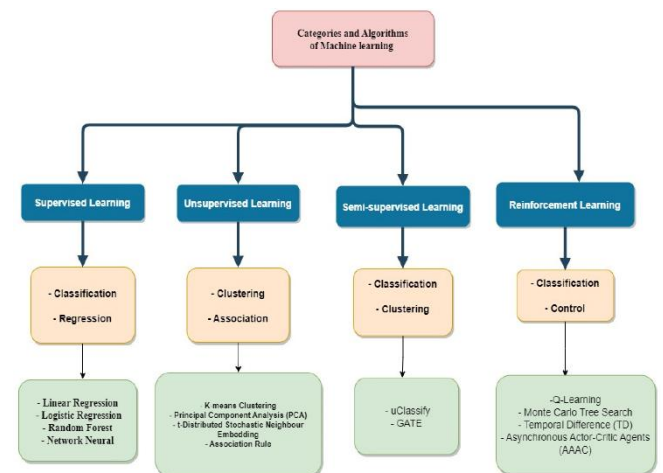 Categories and Algorithms
of Machine learning
Supervised Learning
Unsupervised Learning
Semi-supervised Learning
Reinforcement Learning
- Classification
- Regression
- Clustering
- Association
- Classification
- Clustering
- Classification
- Control
- Linear Regression
- Logistic Regression
- Random Forest
- Network Neural
- K means Clustering
- Principal Component Analysis (PCA)
- t-Distributed Stochastic Neighbour
Embedding
- Association Rule
- uClassify
- GATE
-Q-Learning
- Monte Carlo Tree Search
- Temporal Difference (TD)
- Asynchronous Actor-Critic Agents
(AAAC)